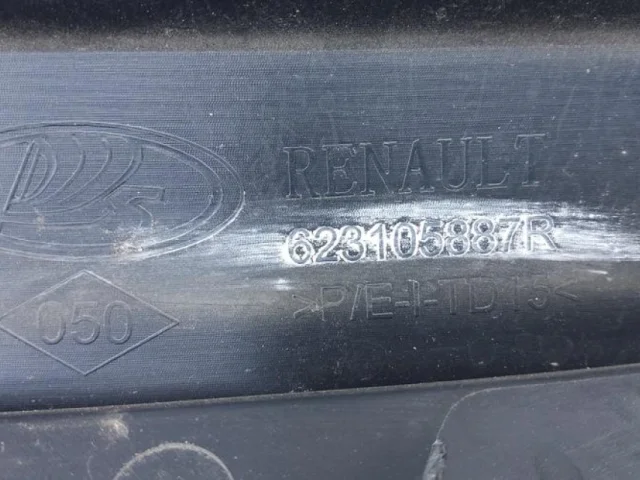 RENAULT
623105887R
050
>P/E-I-TD15<